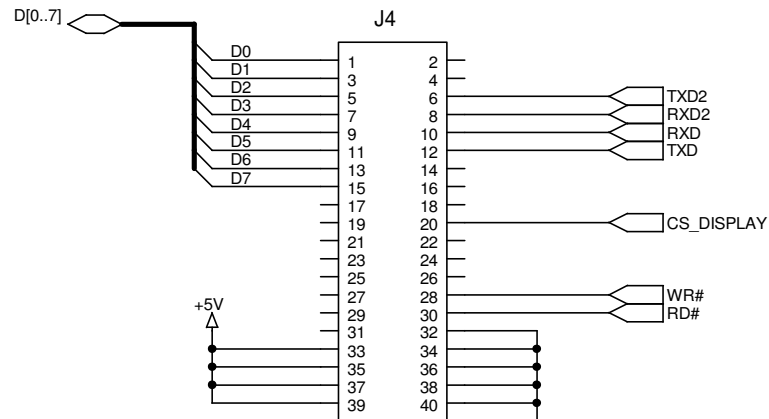 D[0..7]
J4
D0
1 2
D1
3 4
D2
5 6 TXD2
D3
7 8 RXD2
D4
9 10 RXD
D5
11 12 TXD
D6
13 14
D7
15 16
17 18
19 20 CS_DISPLAY
21 22
23 24
25 26
27 28 WR#
+5V
29 30 RD#
31 32
33 34
35 36
37 38
39 40